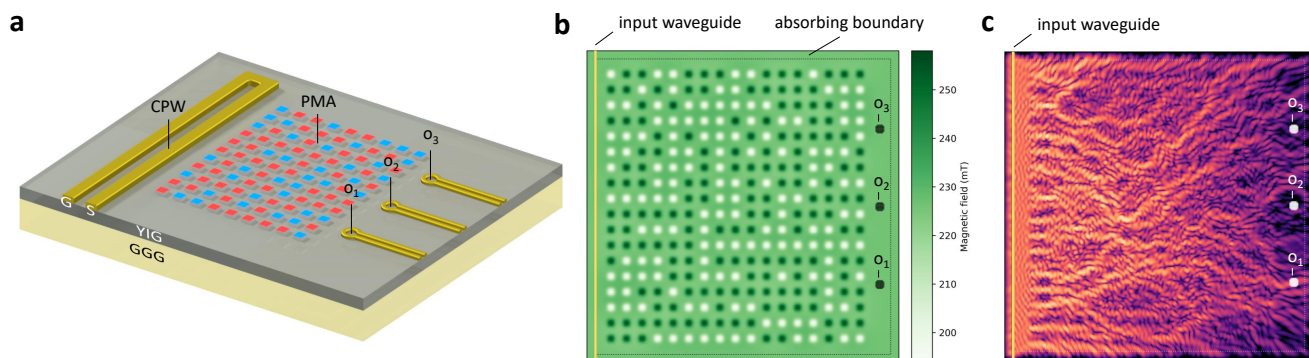 a
CPW
PMA
O₃
O₂
O₁
G
S
YIG
GGG
b
input waveguide
absorbing boundary
O₃
O₂
O₁
250
240
230
220
210
200
Magnetic field (mT)
c
input waveguide
O₃
O₂
O₁